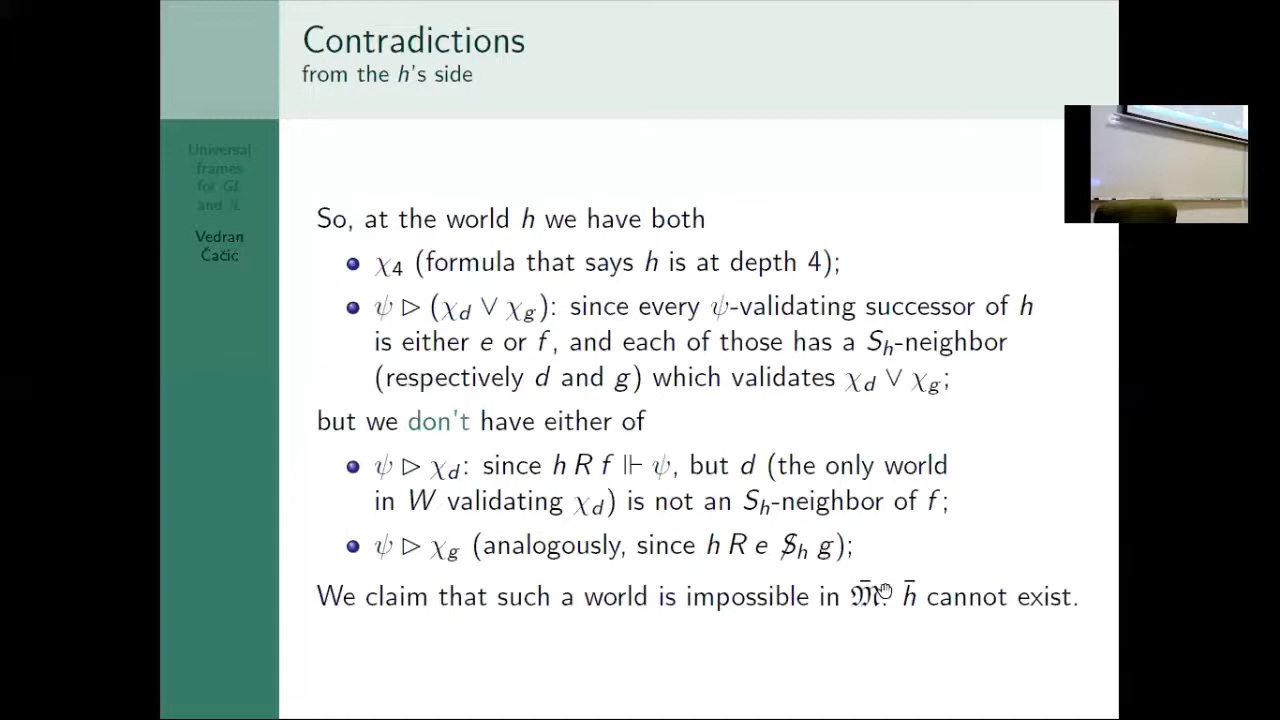 Contradictions
from the h's side
Universal
frames
for GL
and IL
Vedran
Čačić
So, at the world h we have both
χ₄ (formula that says h is at depth 4);
ψ ▷ (χ_d ∨ χ_g): since every ψ-validating successor of h
is either e or f, and each of those has a S_h-neighbor
(respectively d and g) which validates χ_d ∨ χ_g;
but we don't have either of
ψ ▷ χ_d: since h R f ⊩ ψ, but d (the only world
in W validating χ_d) is not an S_h-neighbor of f;
ψ ▷ χ_g (analogously, since h R e S̸_h g);
We claim that such a world is impossible in 𝔐̄: h̄ cannot exist.